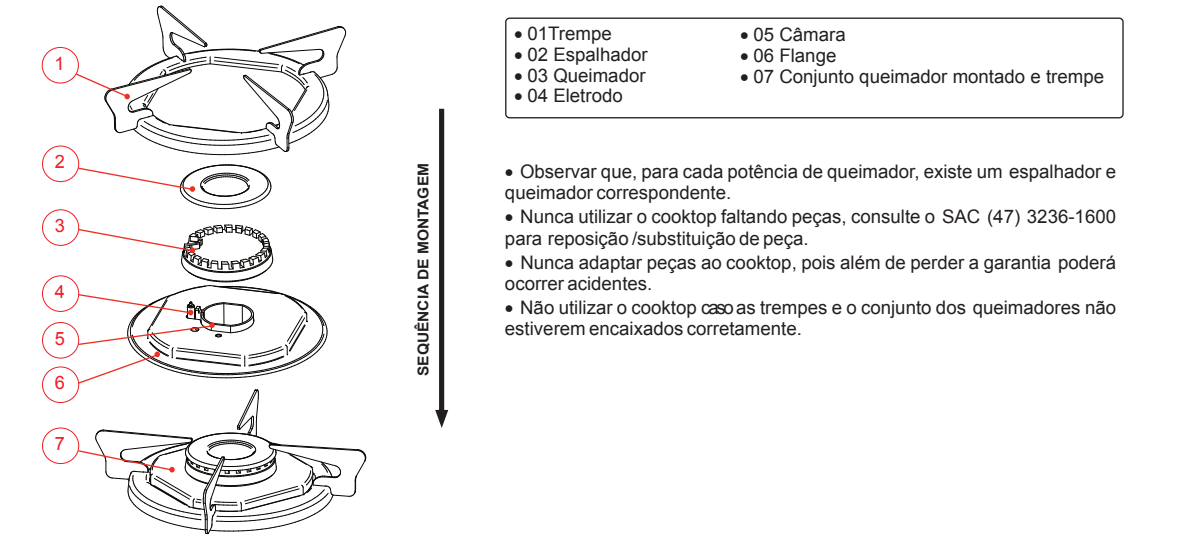 1
2
3
4
5
6
7
SEQUÊNCIA DE MONTAGEM
• 01Trempe
• 02 Espalhador
• 03 Queimador
• 04 Eletrodo
• 05 Câmara
• 06 Flange
• 07 Conjunto queimador montado e trempe
• Observar que, para cada potência de queimador, existe um espalhador e
queimador correspondente.
• Nunca utilizar o cooktop faltando peças, consulte o SAC (47) 3236-1600
para reposição /substituição de peça.
• Nunca adaptar peças ao cooktop, pois além de perder a garantia poderá
ocorrer acidentes.
• Não utilizar o cooktop caso as trempes e o conjunto dos queimadores não
estiverem encaixados corretamente.